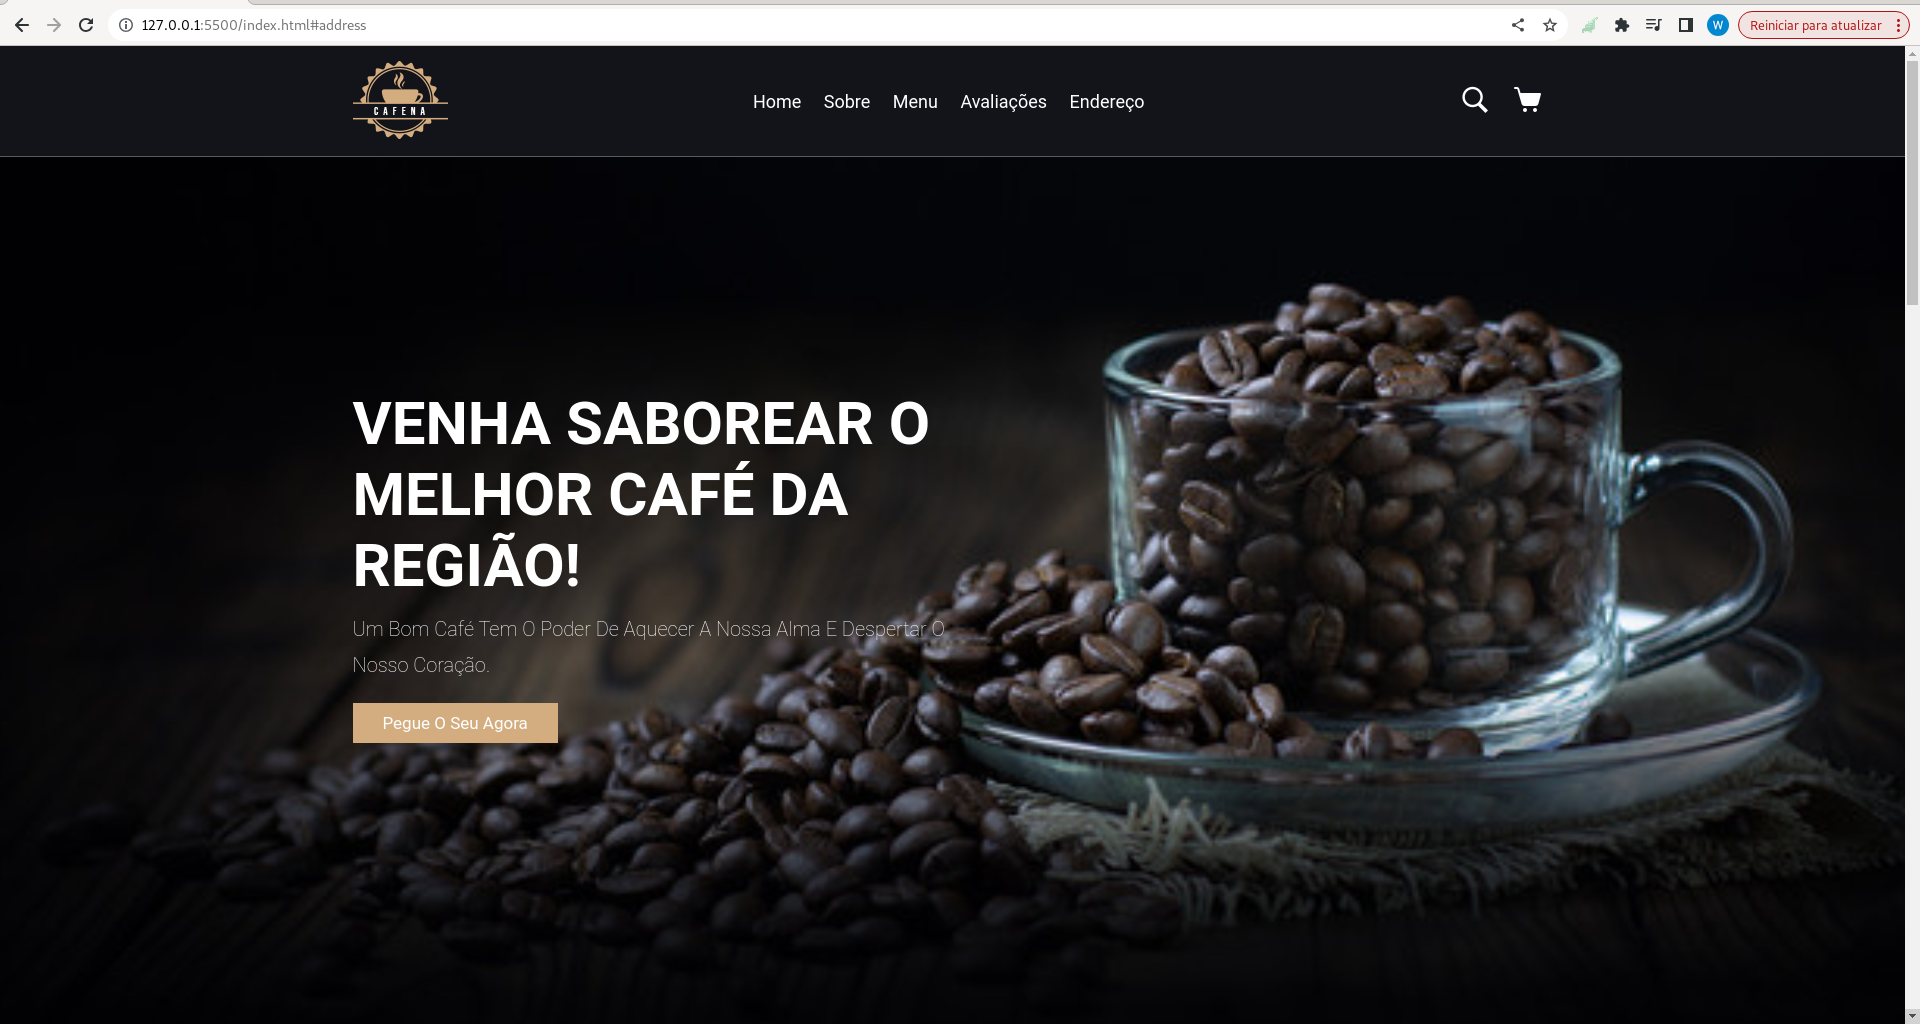 127.0.0.1:5500/index.html#address
W
Reiniciar para atualizar
CAFENA
Home Sobre Menu Avaliações Endereço
VENHA SABOREAR O
MELHOR CAFÉ DA
REGIÃO!
Um Bom Café Tem O Poder De Aquecer A Nossa Alma E Despertar O
Nosso Coração.
Pegue O Seu Agora